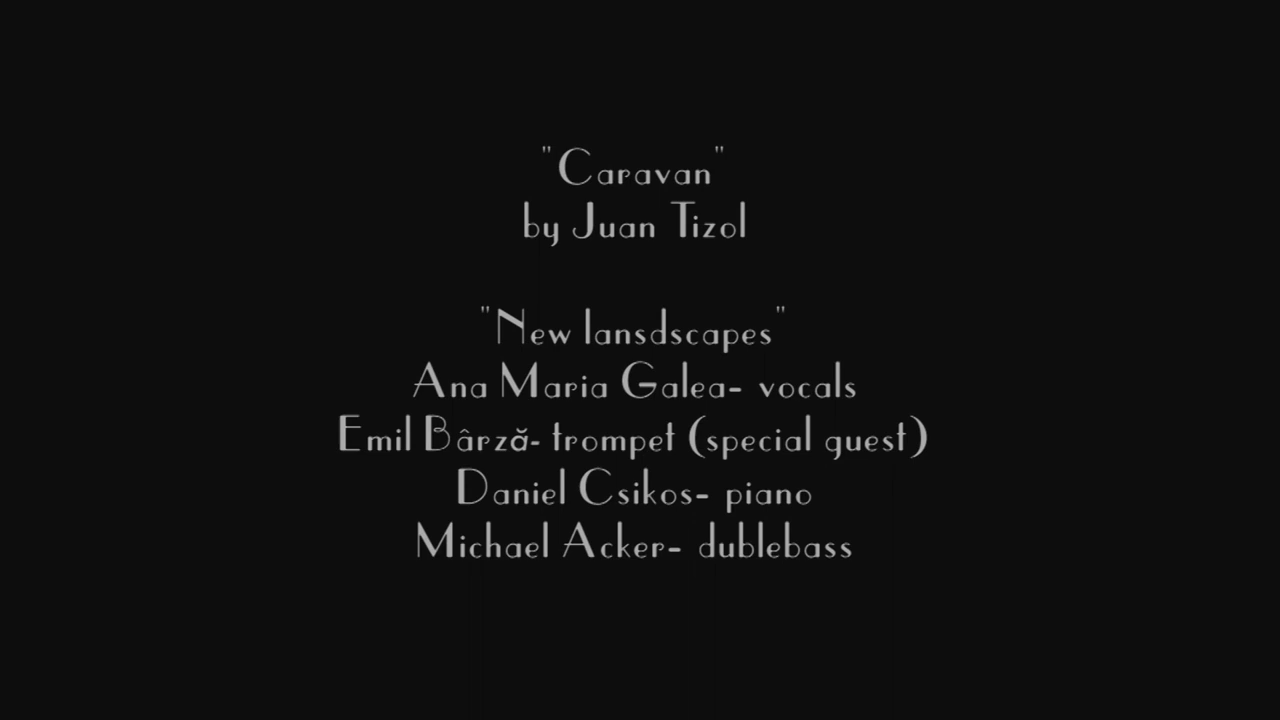 "Caravan"
by Juan Tizol
"New lansdscapes"
Ana Maria Galea- vocals
Emil Bârză- trompet (special guest)
Daniel Csikos- piano
Michael Acker- dublebass